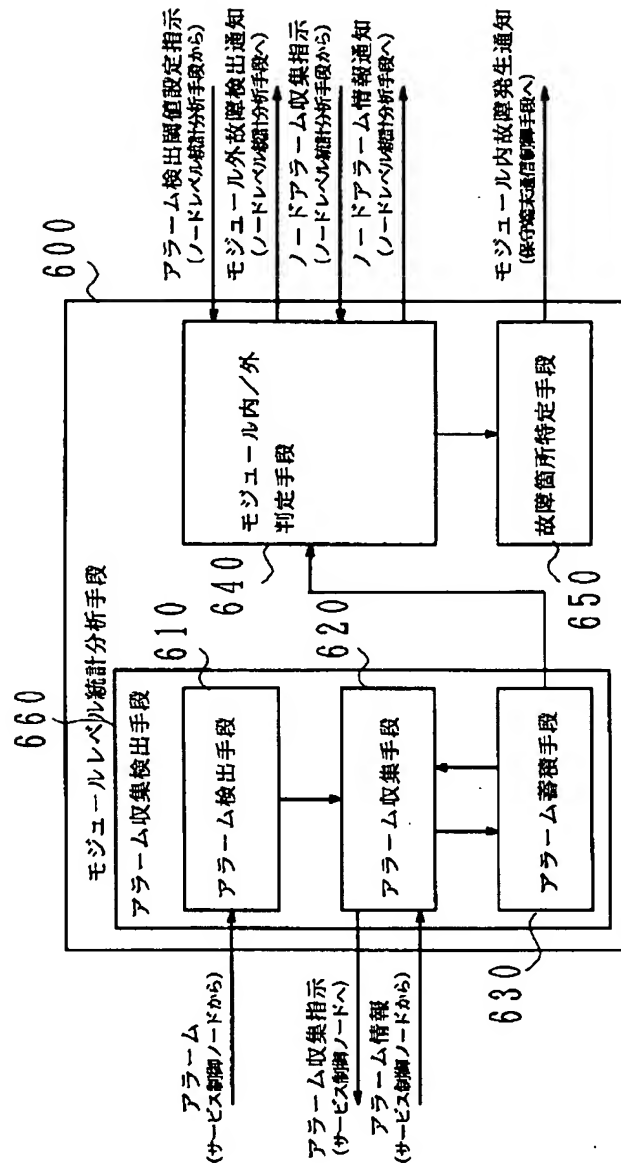 600
モジュールレベル統計分析手段
660
アラーム収集検出手段
610
アラーム検出手段
620
アラーム収集手段
630
アラーム蓄積手段
640
モジュール内／外
判定手段
650
故障箇所特定手段
アラーム
(サービス制御ノードから)
アラーム収集指示
(サービス制御ノードへ)
アラーム情報
(サービス制御ノードから)
アラーム検出閾値設定指示
(ノードレベル統計分析手段から)
モジュール外故障検出通知
(ノードレベル統計分析手段へ)
ノードアラーム収集指示
(ノードレベル統計分析手段から)
ノードアラーム情報通知
(ノードレベル統計分析手段へ)
モジュール内故障発生通知
(保守端末通信制御手段へ)